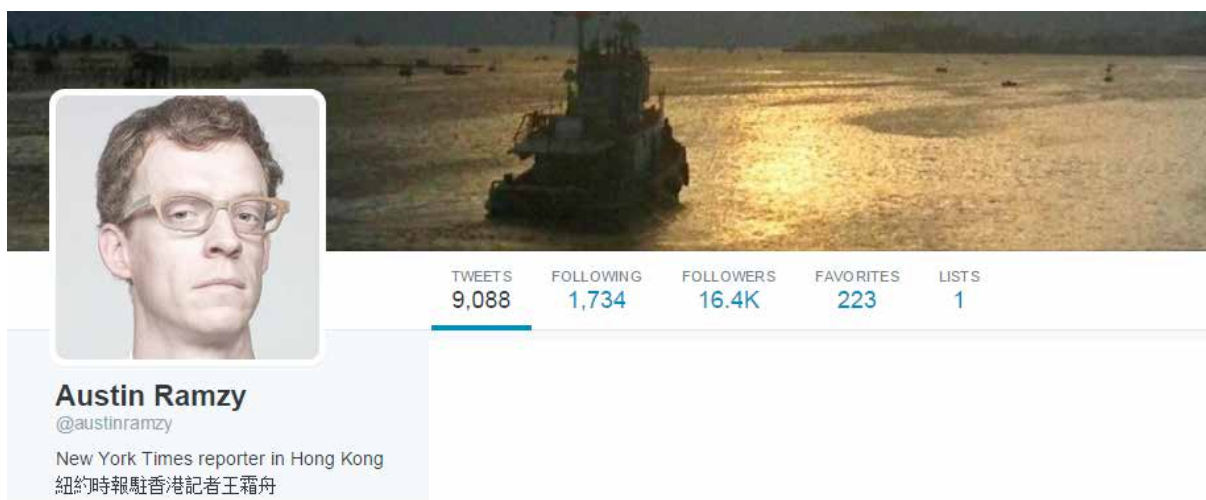 TWEETS FOLLOWING FOLLOWERS FAVORITES LISTS
9,088 1,734 16.4K 223 1
Austin Ramzy
@austinramzy
New York Times reporter in Hong Kong
紐約時報駐香港記者王霜舟